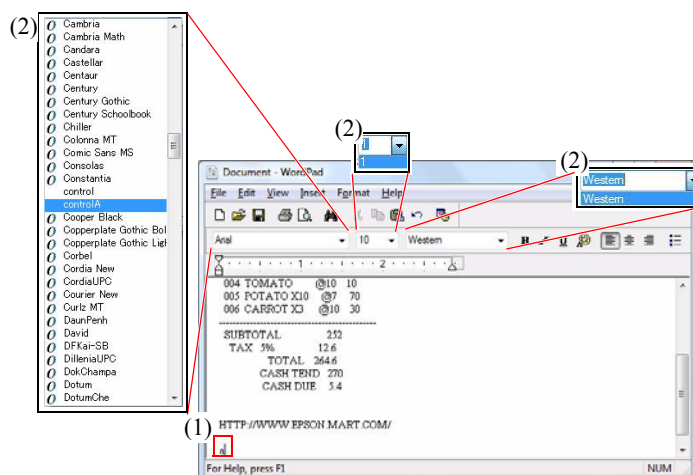 (2)
O Cambria
O Cambria Math
O Candara
O Castellar
O Centaur
O Century
O Century Gothic
O Century Schoolbook
O Chiller
O Colonna MT
O Comic Sans MS
O Consolas
O Constantia
control
controlA
O Cooper Black
O Copperplate Gothic Bol
O Copperplate Gothic Ligh
O Corbel
O Cordia New
O CordiaUPC
O Courier New
O Curlz MT
O DaunPenh
O David
O DFKai-SB
O DilleniaUPC
O DokChampa
O Dotum
O DotumChe
(2)
1
1
(2)
Western
Western
Document - WordPad
File Edit View Insert Format Help
Arial 10 Western B I U
1 2
004 TOMATO @10 10
005 POTATO X10 @7 70
006 CARROT X3 @10 30
------------------------------------------
SUBTOTAL 252
TAX 5% 12.6
TOTAL 264.6
CASH TEND 270
CASH DUE 5.4
HTTP://WWW.EPSON MART.COM/
(1)
a
For Help, press F1 NUM